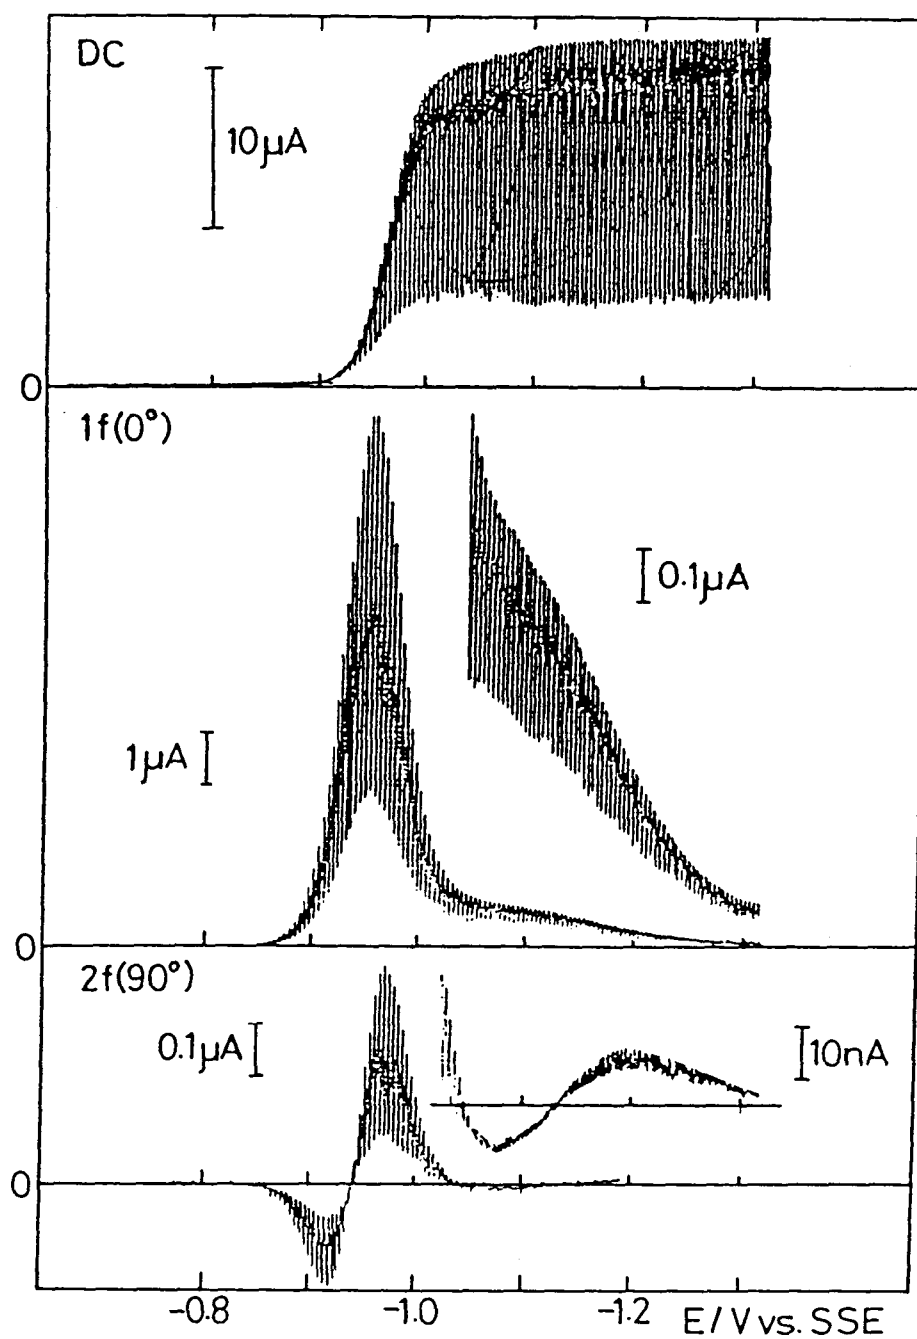 DC
10μA
0
1f(0°)
0.1μA
1μA
0
2f(90°)
0.1μA
10nA
0
-0.8 -1.0 -1.2 E/V vs. SSE